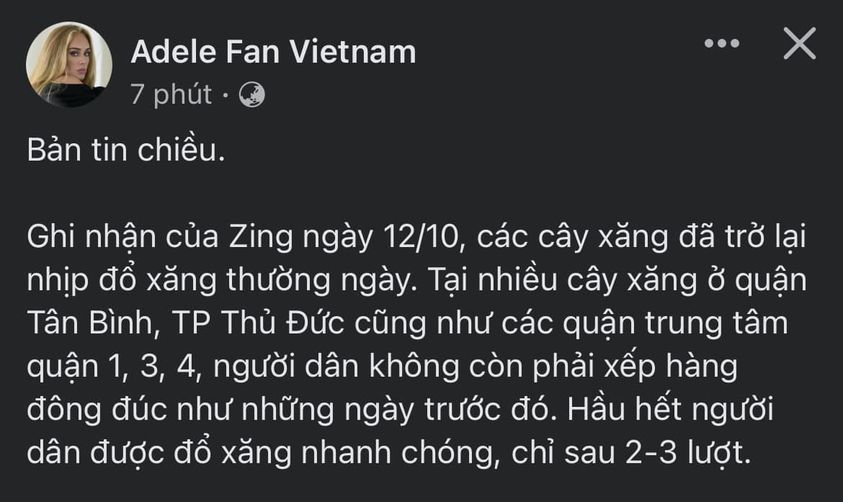 Adele Fan Vietnam
7 phút ·
Bản tin chiều.
Ghi nhận của Zing ngày 12/10, các cây xăng đã trở lại
nhịp đổ xăng thường ngày. Tại nhiều cây xăng ở quận
Tân Bình, TP Thủ Đức cũng như các quận trung tâm
quận 1, 3, 4, người dân không còn phải xếp hàng
đông đúc như những ngày trước đó. Hầu hết người
dân được đổ xăng nhanh chóng, chỉ sau 2-3 lượt.